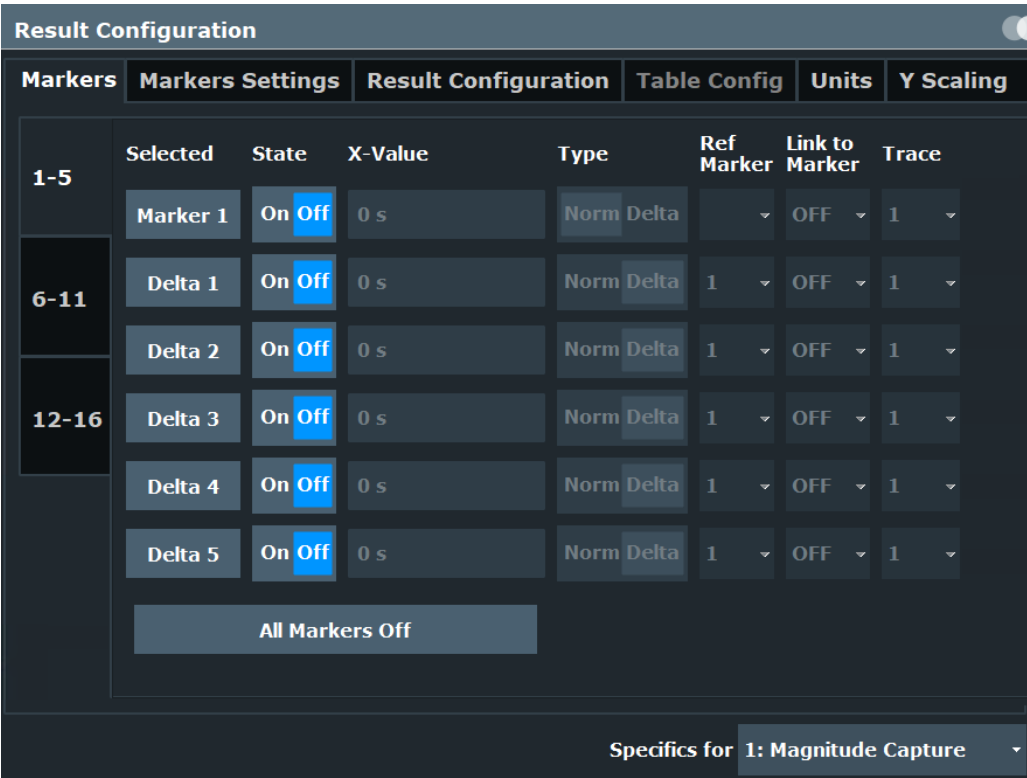 Result Configuration
Markers Markers Settings Result Configuration Table Config Units Y Scaling
1-5
6-11
12-16
Selected State X-Value Type Ref Marker Link to Marker Trace
Marker 1 On Off 0 s Norm Delta OFF 1
Delta 1 On Off 0 s Norm Delta 1 OFF 1
Delta 2 On Off 0 s Norm Delta 1 OFF 1
Delta 3 On Off 0 s Norm Delta 1 OFF 1
Delta 4 On Off 0 s Norm Delta 1 OFF 1
Delta 5 On Off 0 s Norm Delta 1 OFF 1
All Markers Off
Specifics for 1: Magnitude Capture